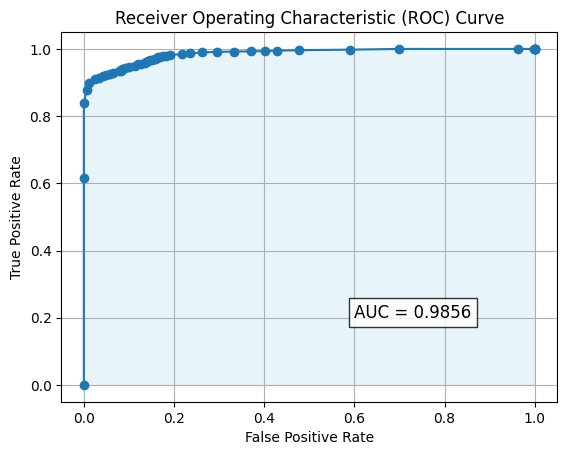 Receiver Operating Characteristic (ROC) Curve
1.0
0.8
0.6
0.4
0.2
0.0
True Positive Rate
AUC = 0.9856
0.0 0.2 0.4 0.6 0.8 1.0
False Positive Rate